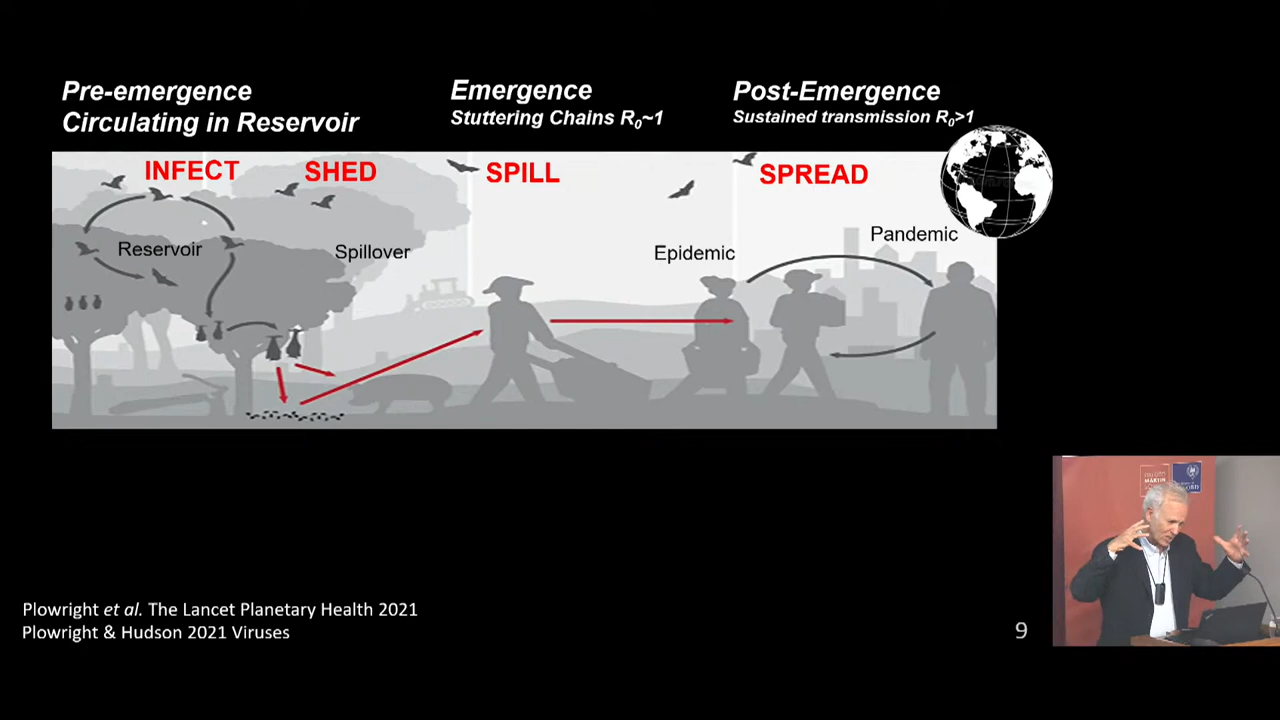 Pre-emergence
Circulating in Reservoir
Emergence
Stuttering Chains R₀~1
Post-Emergence
Sustained transmission R₀>1
INFECT
SHED
SPILL
SPREAD
Reservoir
Spillover
Epidemic
Pandemic
Plowright et al. The Lancet Planetary Health 2021
Plowright & Hudson 2021 Viruses
9
MARTIN